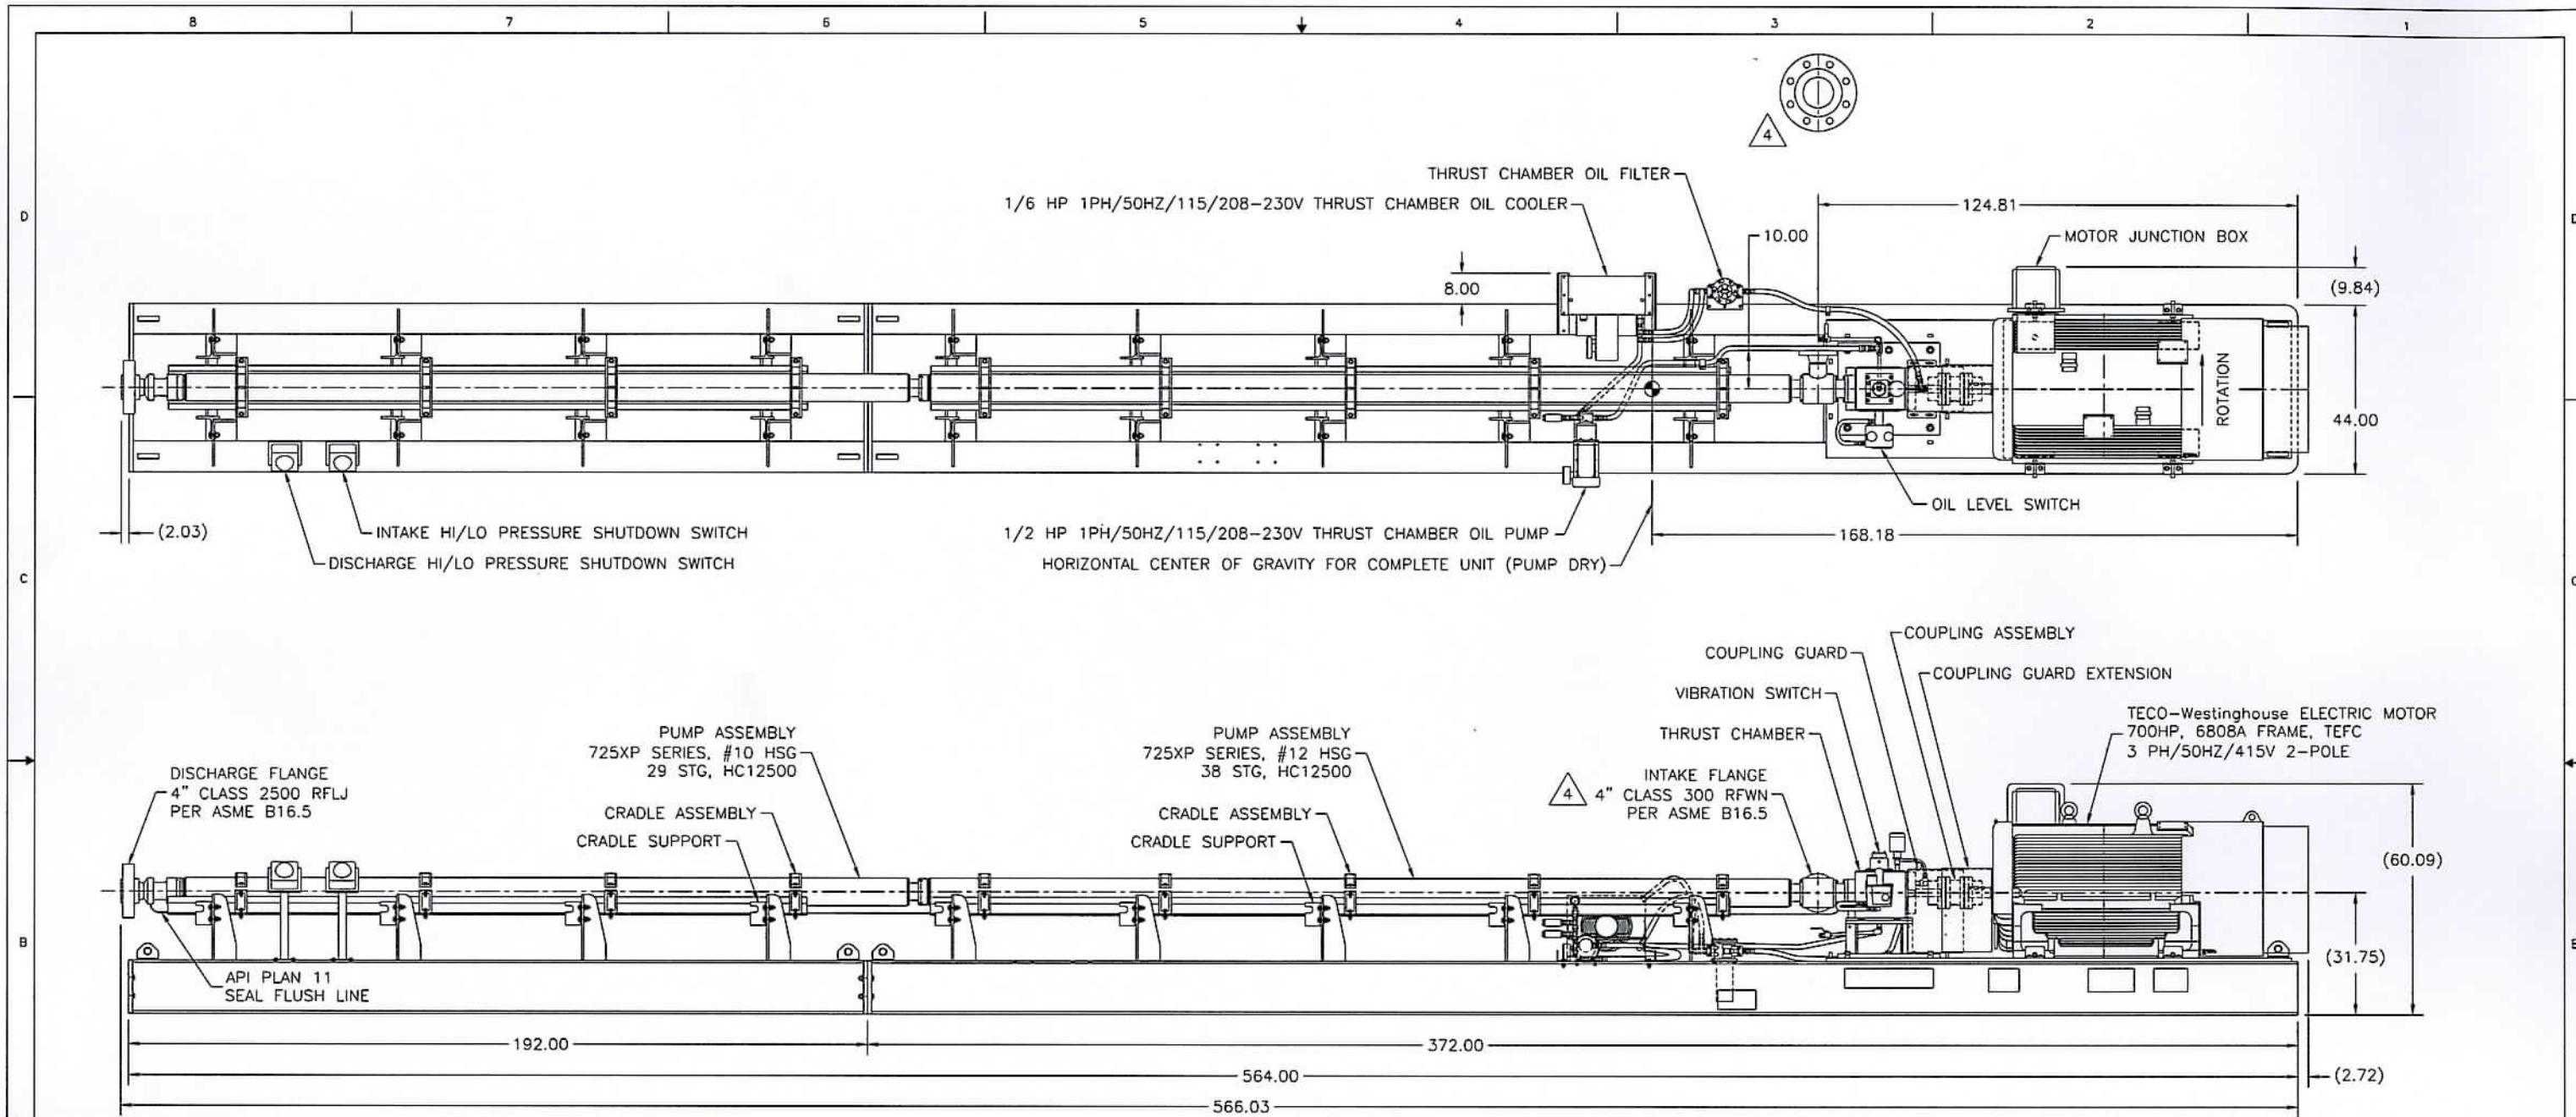 8 7 6 5 4 3 2 1
4
THRUST CHAMBER OIL FILTER
1/6 HP 1PH/50HZ/115/208-230V THRUST CHAMBER OIL COOLER
124.81
D
D
10.00
MOTOR JUNCTION BOX
8.00
(9.84)
ROTATION
44.00
OIL LEVEL SWITCH
(2.03)
INTAKE HI/LO PRESSURE SHUTDOWN SWITCH
1/2 HP 1PH/50HZ/115/208-230V THRUST CHAMBER OIL PUMP
168.18
DISCHARGE HI/LO PRESSURE SHUTDOWN SWITCH
HORIZONTAL CENTER OF GRAVITY FOR COMPLETE UNIT (PUMP DRY)
C
C
COUPLING ASSEMBLY
COUPLING GUARD
COUPLING GUARD EXTENSION
VIBRATION SWITCH
THRUST CHAMBER
TECO-Westinghouse ELECTRIC MOTOR
700HP, 6808A FRAME, TEFC
3 PH/50HZ/415V 2-POLE
PUMP ASSEMBLY
725XP SERIES, #10 HSG
29 STG, HC12500
PUMP ASSEMBLY
725XP SERIES, #12 HSG
38 STG, HC12500
DISCHARGE FLANGE
4" CLASS 2500 RFLJ
PER ASME B16.5
4
INTAKE FLANGE
4" CLASS 300 RFWN
PER ASME B16.5
CRADLE ASSEMBLY
CRADLE SUPPORT
CRADLE ASSEMBLY
CRADLE SUPPORT
(60.09)
B
B
(31.75)
API PLAN 11
SEAL FLUSH LINE
192.00
372.00
564.00
(2.72)
566.03